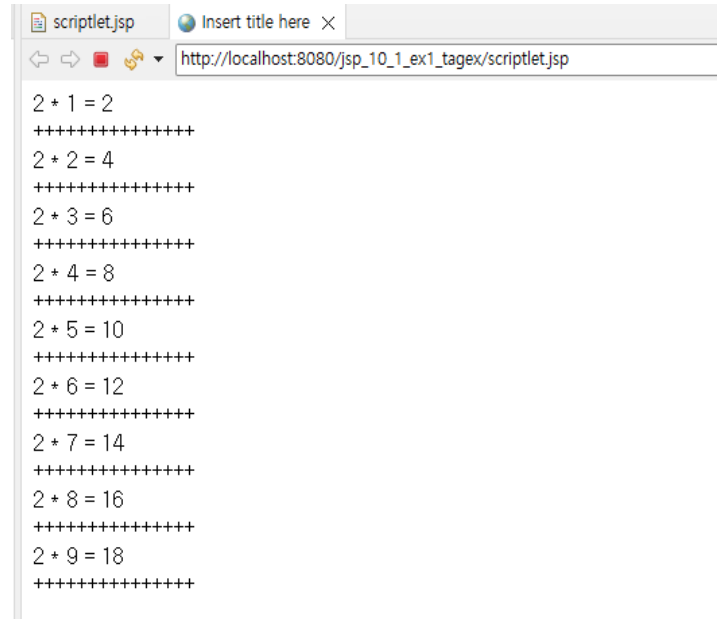 scriptlet.jsp Insert title here
http://localhost:8080/jsp_10_1_ex1_tagex/scriptlet.jsp
2 * 1 = 2
+++++++++++++++
2 * 2 = 4
+++++++++++++++
2 * 3 = 6
+++++++++++++++
2 * 4 = 8
+++++++++++++++
2 * 5 = 10
+++++++++++++++
2 * 6 = 12
+++++++++++++++
2 * 7 = 14
+++++++++++++++
2 * 8 = 16
+++++++++++++++
2 * 9 = 18
+++++++++++++++